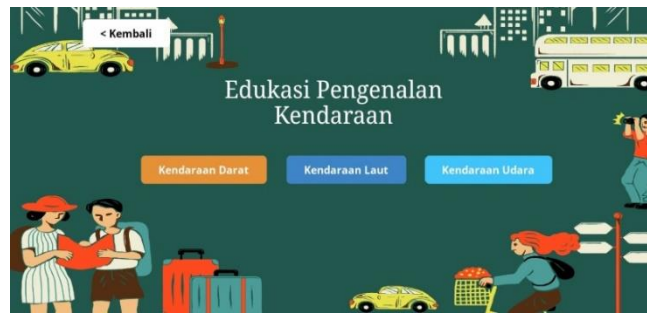 < Kembali
Edukasi Pengenalan
Kendaraan
Kendaraan Darat
Kendaraan Laut
Kendaraan Udara